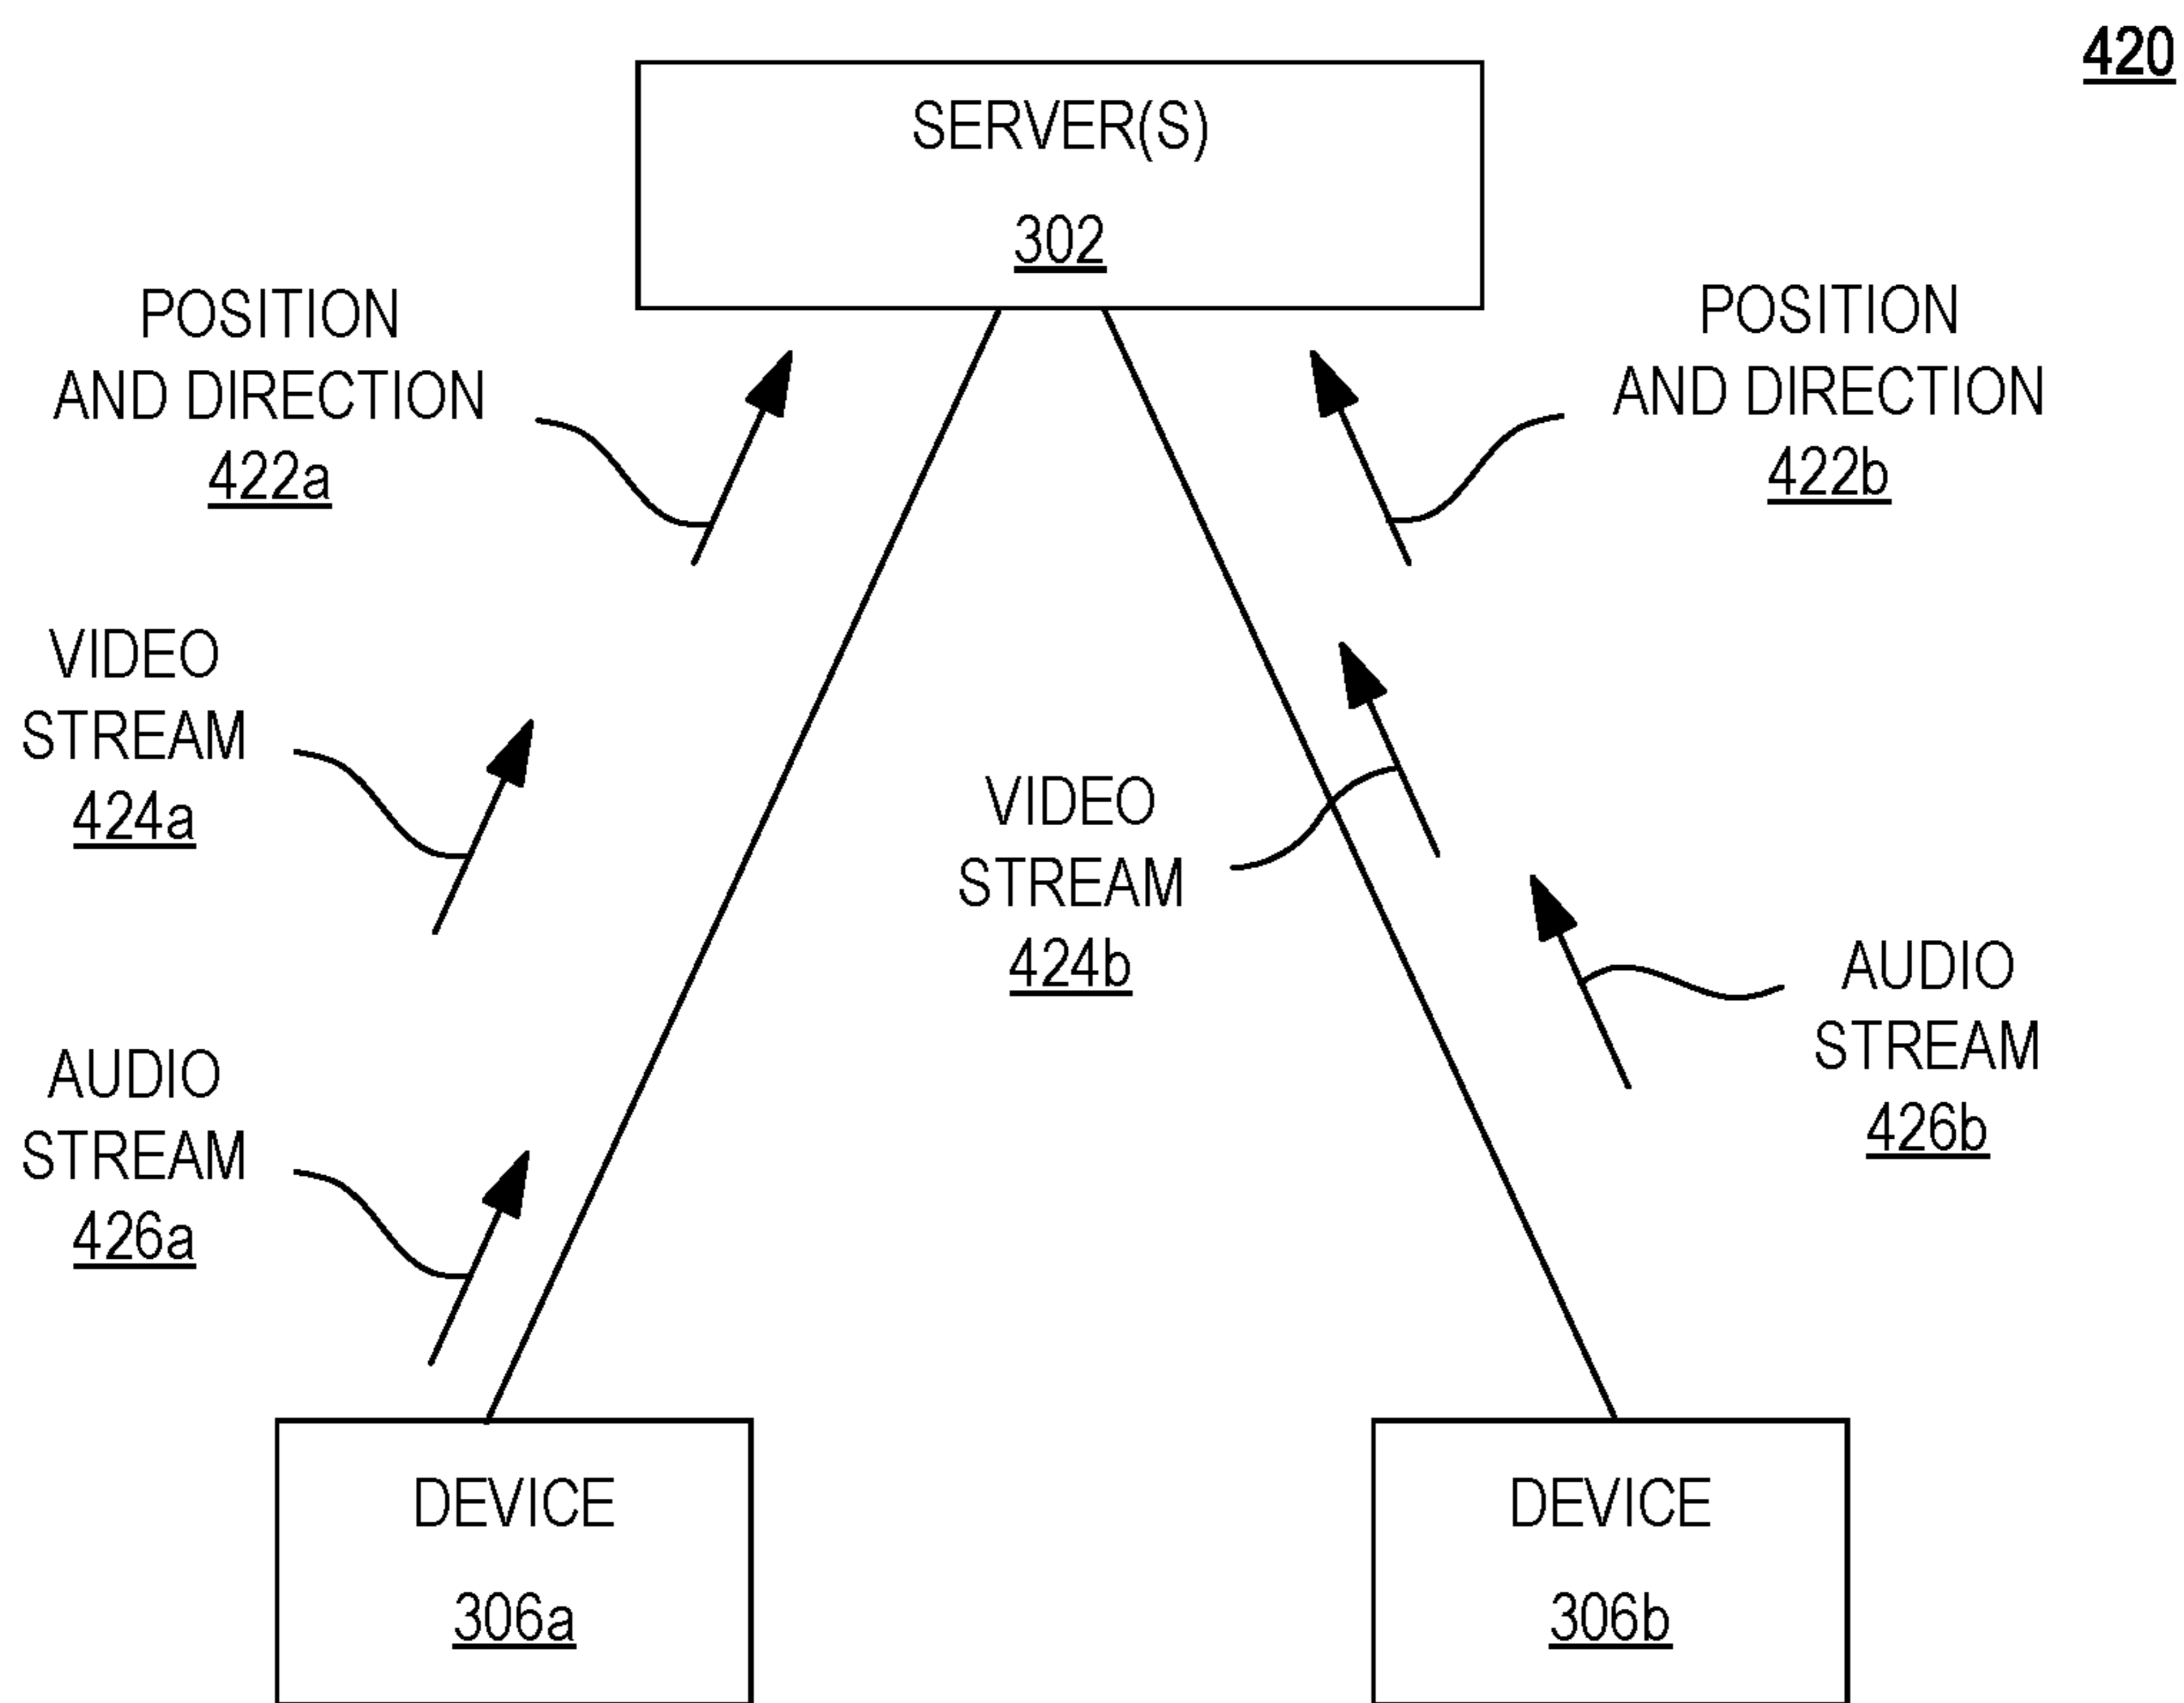 420
SERVER(S)
302
POSITION
AND DIRECTION
422a
POSITION
AND DIRECTION
422b
VIDEO
STREAM
424a
VIDEO
STREAM
424b
AUDIO
STREAM
426b
AUDIO
STREAM
426a
DEVICE
306a
DEVICE
306b